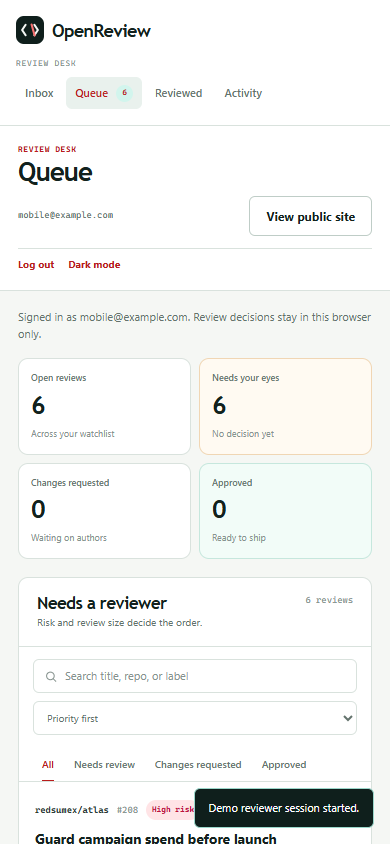 OpenReview
REVIEW DESK
Inbox Queue 6 Reviewed Activity
REVIEW DESK
Queue
mobile@example.com View public site
Log out Dark mode
Signed in as mobile@example.com. Review decisions stay in this browser
only.
Open reviews
6
Across your watchlist
Needs your eyes
6
No decision yet
Changes requested
0
Waiting on authors
Approved
0
Ready to ship
Needs a reviewer 6 reviews
Risk and review size decide the order.
Search title, repo, or label
Priority first
All Needs review Changes requested Approved
redsumex/atlas #208 High risk
Demo reviewer session started.
Guard campaign spend before launch